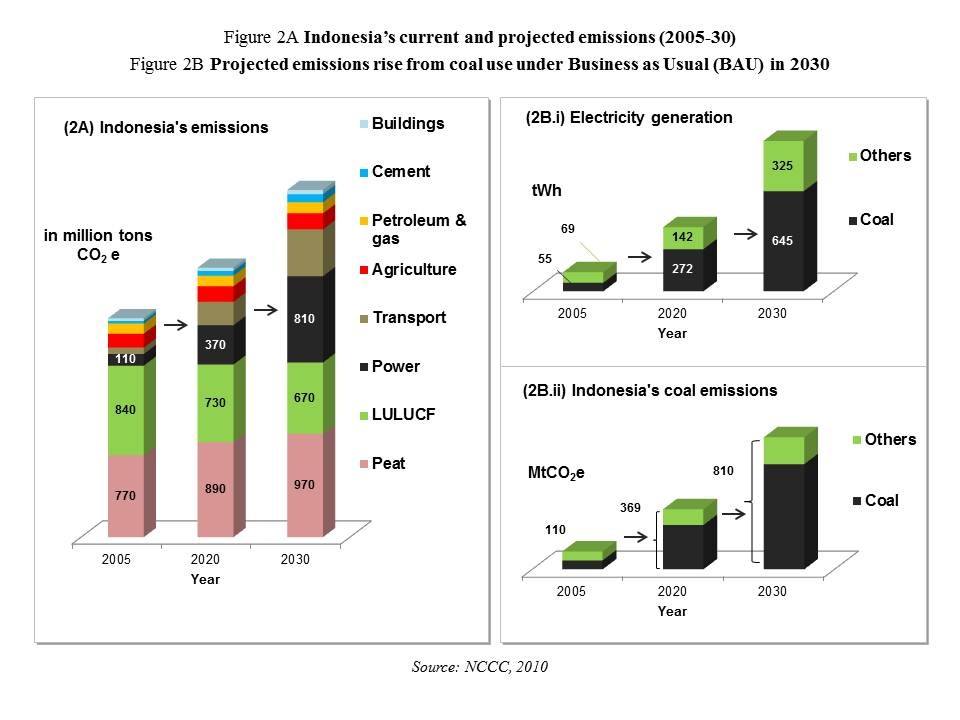 Figure 2A Indonesia's current and projected emissions (2005-30)
Figure 2B Projected emissions rise from coal use under Business as Usual (BAU) in 2030
(2A) Indonesia's emissions
in million tons
CO₂ e
110
840
770
370
730
890
810
670
970
2005
2020
2030
Year
Buildings
Cement
Petroleum &
gas
Agriculture
Transport
Power
LULUCF
Peat
(2B.i) Electricity generation
tWh
69
55
142
272
325
645
2005
2020
2030
Year
Others
Coal
(2B.ii) Indonesia's coal emissions
MtCO₂e
110
369
810
2005
2020
2030
Year
Others
Coal
Source: NCCC, 2010